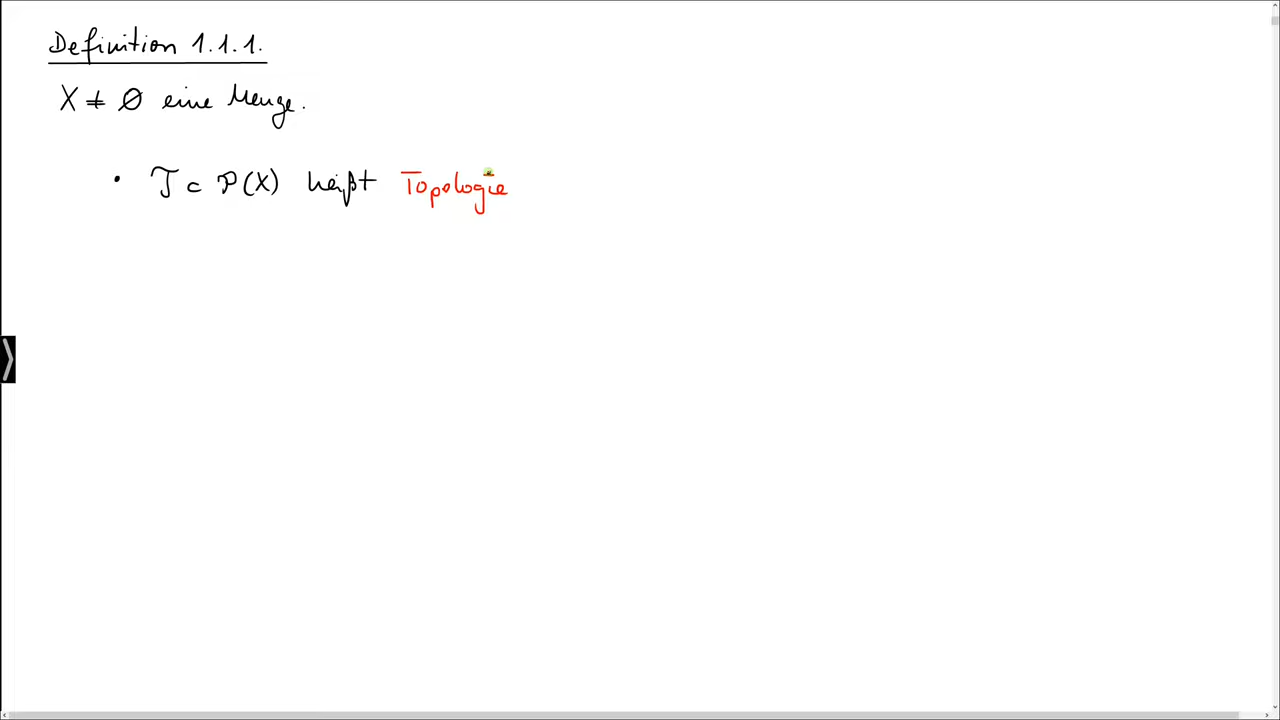 Definition 1.1.1.
X ≠ ∅ eine Menge.
• 𝒯 ⊂ 𝒫(X) heißt Topologie